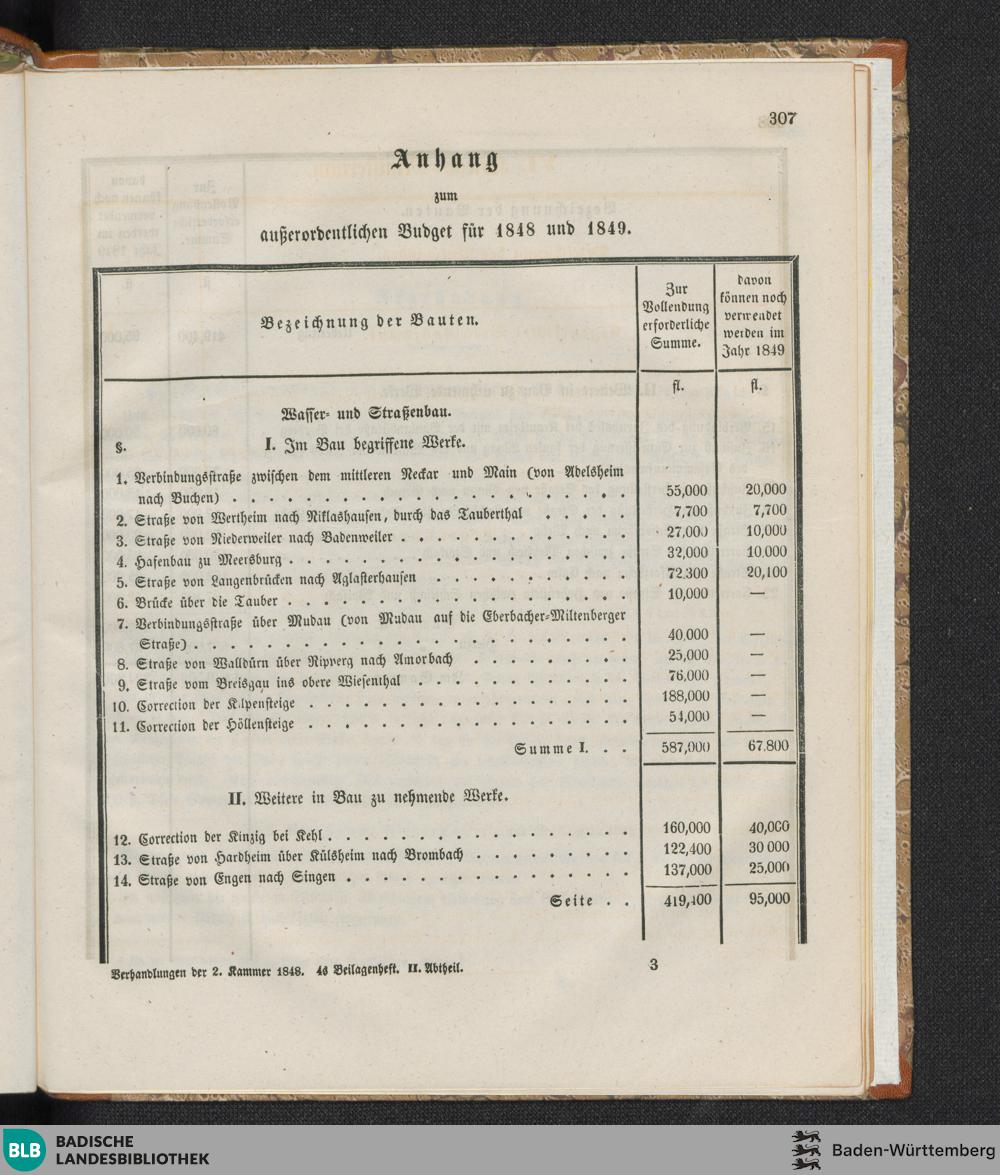 307
Anhang
zum
außerordentlichen Budget für 1848 und 1849.
Bezeichnung der Bauten.
Zur
Vollendung
erforderliche
Summe.
davon
können noch
verwendet
werden im
Jahr 1849
fl. fl.
Wasser- und Straßenbau.
§. I. Im Bau begriffene Werke.
1. Verbindungsstraße zwischen dem mittleren Neckar und Main (von Adelsheim
nach Buchen) . . . 55,000 20,000
2. Straße von Wertheim nach Niklashausen, durch das Tauberthal . . . 7,700 7,700
3. Straße von Niederweiler nach Badenweiler . . . 27,000 10,000
4. Hafenbau zu Meersburg . . . 32,000 10,000
5. Straße von Langenbrücken nach Aglasterhausen . . . 72 300 20,100
6. Brücke über die Tauber . . . 10,000 —
7. Verbindungsstraße über Mudau (von Mudau auf die Eberbacher-Miltenberger
Straße) . . . 40,000 —
8. Straße von Walldürn über Rippberg nach Amorbach . . . 25,000 —
9. Straße vom Breisgau ins obere Wiesenthal . . . 76,000 —
10. Correction der Kilpensteige . . . 188,000 —
11. Correction der Höllensteige . . . 54,000 —
Summe I. . . 587,000 67,800
II. Weitere in Bau zu nehmende Werke.
12. Correction der Kinzig bei Kehl . . . 160,000 40,000
13. Straße von Hardheim über Külsheim nach Brombach . . . 122,400 30 000
14. Straße von Engen nach Singen . . . 137,000 25,000
Seite . . 419,400 95,000
Verhandlungen der 2. Kammer 1848. 4s Beilagenheft. II. Abtheil. 3
BLB BADISCHE
LANDESBIBLIOTHEK
Baden-Württemberg